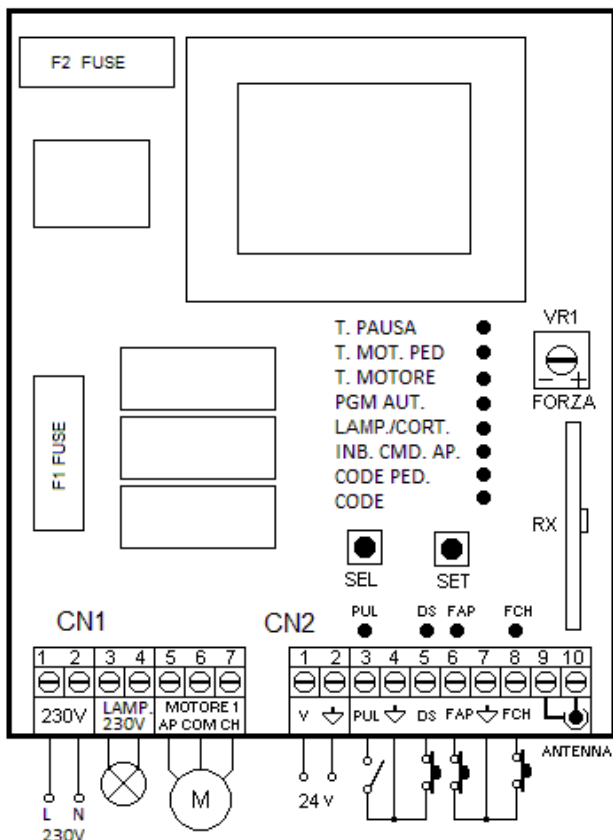 F2 FUSE
VR1
T. PAUSA
T. MOT. PED
T. MOTORE
PGM AUT.
LAMP./CORT.
INB. CMD. AP.
CODE PED.
CODE
- +
FORZA
F1 FUSE
RX
SEL
SET
PUL DS FAP FCH
CN1
CN2
1 2 3 4 5 6 7
1 2 3 4 5 6 7 8 9 10
230V
LAMP.
230V
MOTORE 1
AP COM CH
V PUL DS FAP FCH
ANTENNA
M
24 V
L N
230V